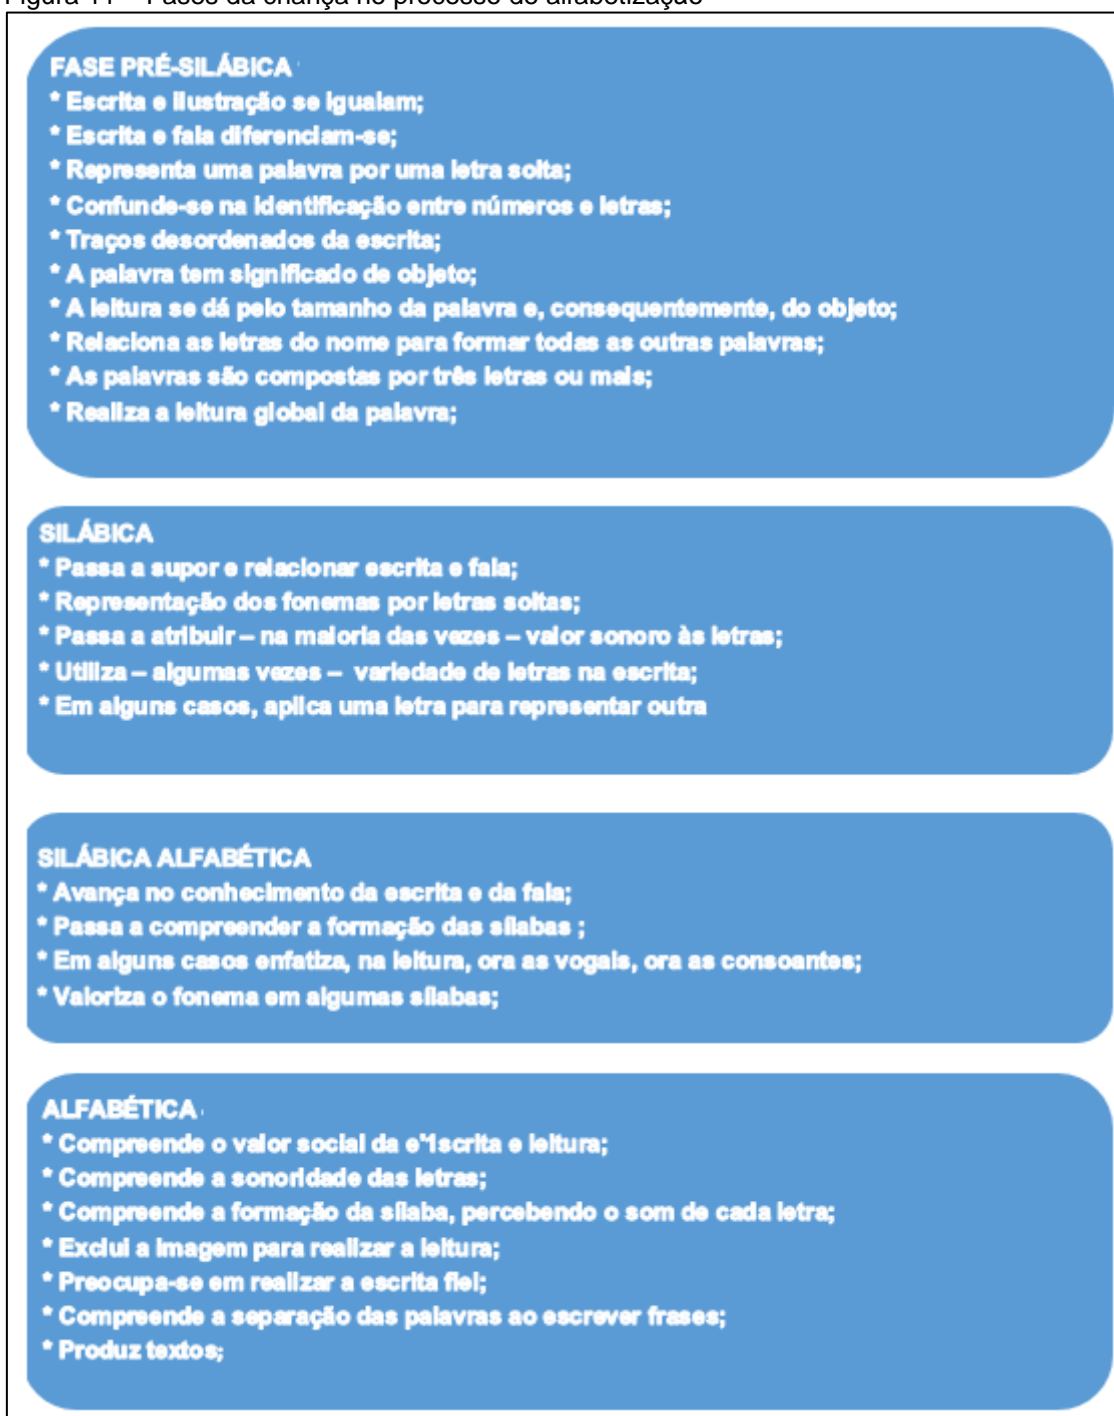 Figura 11 – Fases da criança no processo de alfabetização
FASE PRÉ-SILÁBICA
* Escrita e ilustração se igualam;
* Escrita e fala diferenciam-se;
* Representa uma palavra por uma letra solta;
* Confunde-se na identificação entre números e letras;
* Traços desordenados da escrita;
* A palavra tem significado de objeto;
* A leitura se dá pelo tamanho da palavra e, consequentemente, do objeto;
* Relaciona as letras do nome para formar todas as outras palavras;
* As palavras são compostas por três letras ou mais;
* Realiza a leitura global da palavra;
SILÁBICA
* Passa a supor e relacionar escrita e fala;
* Representação dos fonemas por letras soltas;
* Passa a atribuir – na maioria das vezes – valor sonoro às letras;
* Utiliza – algumas vezes – variedade de letras na escrita;
* Em alguns casos, aplica uma letra para representar outra
SILÁBICA ALFABÉTICA
* Avança no conhecimento da escrita e da fala;
* Passa a compreender a formação das sílabas ;
* Em alguns casos enfatiza, na leitura, ora as vogais, ora as consoantes;
* Valoriza o fonema em algumas sílabas;
ALFABÉTICA
* Compreende o valor social da e'1scrita e leitura;
* Compreende a sonoridade das letras;
* Compreende a formação da sílaba, percebendo o som de cada letra;
* Exclui a imagem para realizar a leitura;
* Preocupa-se em realizar a escrita fiel;
* Compreende a separação das palavras ao escrever frases;
* Produz textos;